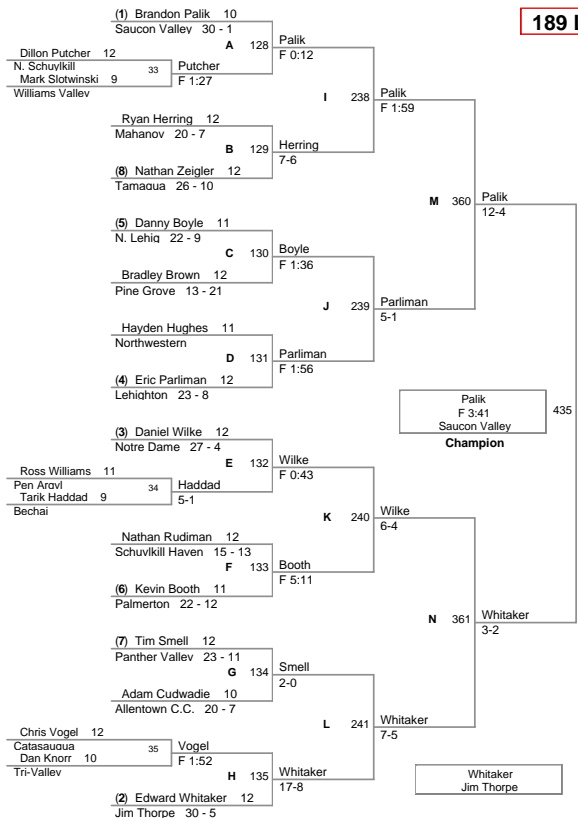 189 L
(1) Brandon Palik 10
Saucon Valley 30 - 1
A 128
Palik
F 0:12
Dillon Putcher 12
N. Schuylkill
33
Mark Slotwinski 9
Williams Valley
Putcher
F 1:27
I 238
Palik
F 1:59
Ryan Herring 12
Mahanoy 20 - 7
B 129
Herring
7-6
(8) Nathan Zeigler 12
Tamaqua 26 - 10
M 360
Palik
12-4
(5) Danny Boyle 11
N. Lehig 22 - 9
C 130
Boyle
F 1:36
Bradley Brown 12
Pine Grove 13 - 21
J 239
Parliman
5-1
Hayden Hughes 11
Northwestern
D 131
Parliman
F 1:56
(4) Eric Parliman 12
Lehighton 23 - 8
Palik
F 3:41
Saucon Valley
Champion
435
(3) Daniel Wilke 12
Notre Dame 27 - 4
E 132
Wilke
F 0:43
Ross Williams 11
Pen Argyl
34
Tarik Haddad 9
Bechai
Haddad
5-1
K 240
Wilke
6-4
Nathan Rudiman 12
Schuylkill Haven 15 - 13
F 133
Booth
F 5:11
(6) Kevin Booth 11
Palmerton 22 - 12
N 361
Whitaker
3-2
(7) Tim Smell 12
Panther Valley 23 - 11
G 134
Smell
2-0
Adam Cudwadie 10
Allentown C.C. 20 - 7
L 241
Whitaker
7-5
Chris Vogel 12
Catasauqua
35
Dan Knorr 10
Tri-Valley
Vogel
F 1:52
H 135
Whitaker
17-8
(2) Edward Whitaker 12
Jim Thorpe 30 - 5
Whitaker
Jim Thorpe